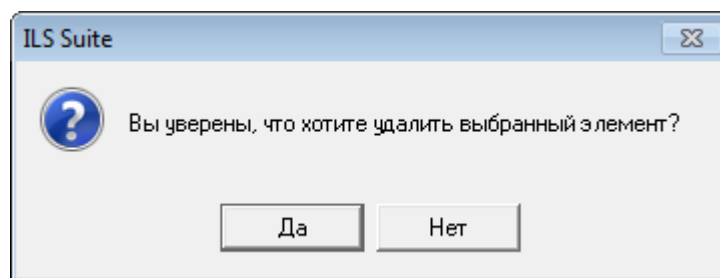 ILS Suite
Вы уверены, что хотите удалить выбранный элемент?
Да
Нет